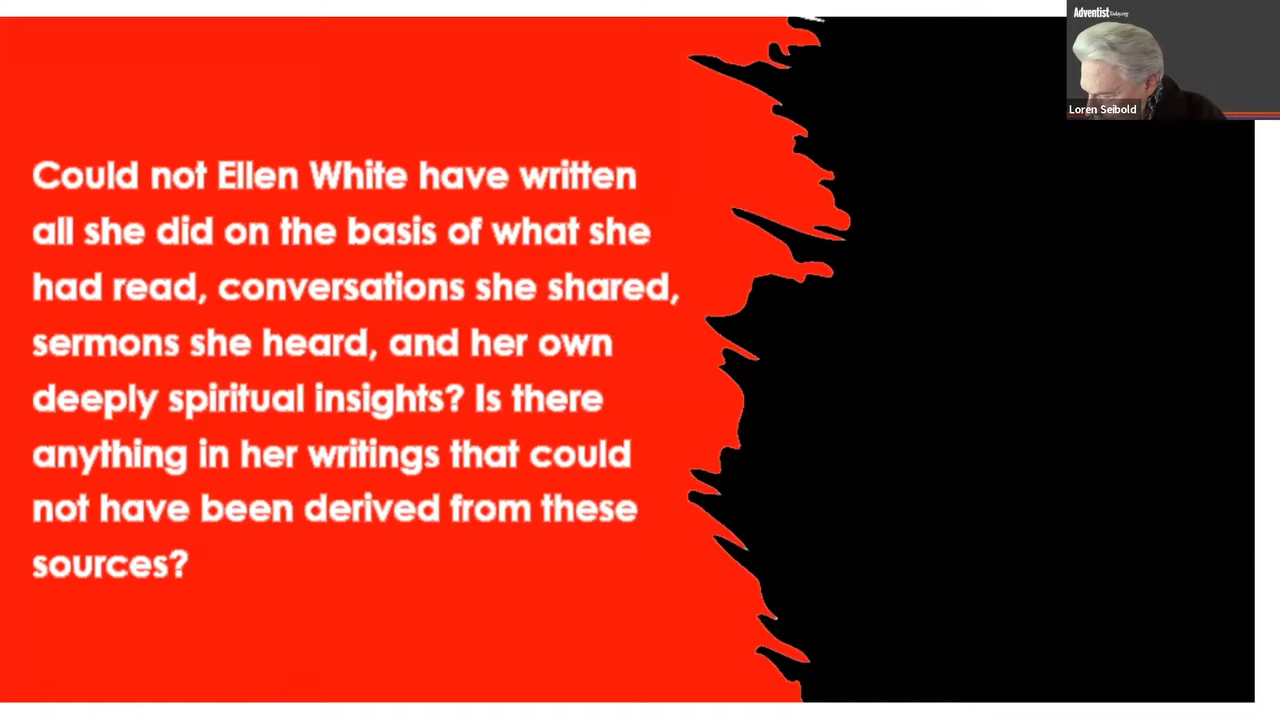 AdventistToday.org
Loren Seibold
Could not Ellen White have written
all she did on the basis of what she
had read, conversations she shared,
sermons she heard, and her own
deeply spiritual insights? Is there
anything in her writings that could
not have been derived from these
sources?